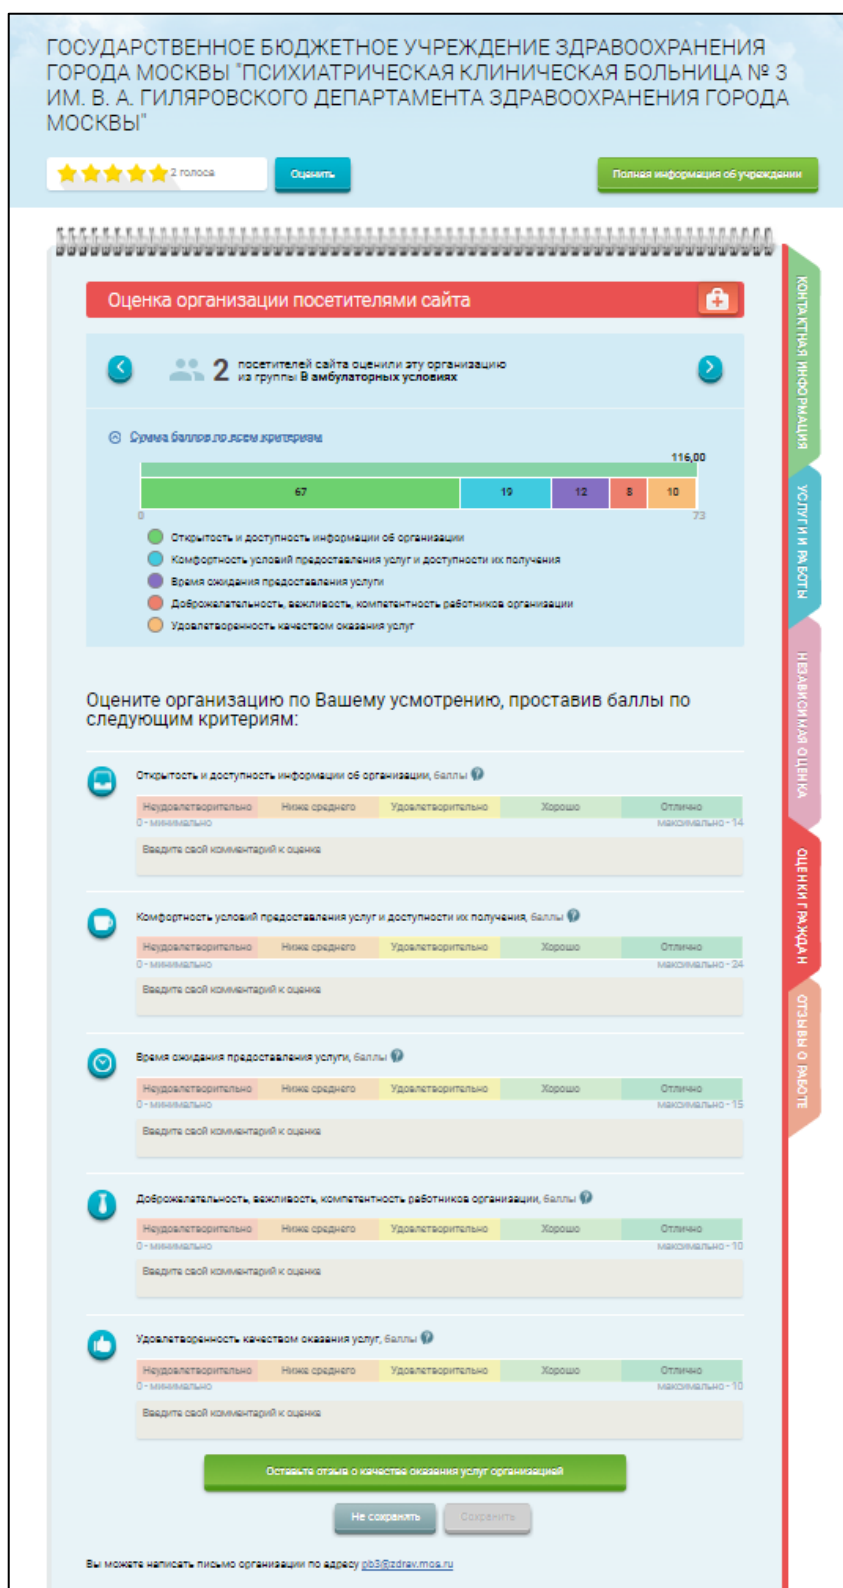 ГОСУДАРСТВЕННОЕ БЮДЖЕТНОЕ УЧРЕЖДЕНИЕ ЗДРАВООХРАНЕНИЯ
ГОРОДА МОСКВЫ "ПСИХИАТРИЧЕСКАЯ КЛИНИЧЕСКАЯ БОЛЬНИЦА № 3
ИМ. В. А. ГИЛЯРОВСКОГО ДЕПАРТАМЕНТА ЗДРАВООХРАНЕНИЯ ГОРОДА
МОСКВЫ"
2 голоса
Оценить
Полная информация об учреждении
Оценка организации посетителями сайта
2 посетителей сайта оценили эту организацию
из группы В амбулаторных условиях
Сумма баллов по всем критериям
116,00
67 19 12 8 10
0 73
Открытость и доступность информации об организации
Комфортность условий предоставления услуг и доступности их получения
Время ожидания предоставления услуги
Доброжелательность, вежливость, компетентность работников организации
Удовлетворенность качеством оказания услуг
Оцените организацию по Вашему усмотрению, проставив баллы по
следующим критериям:
Открытость и доступность информации об организации, баллы ?
Неудовлетворительно Ниже среднего Удовлетворительно Хорошо Отлично
0 - минимально максимально - 14
Введите свой комментарий к оценке
Комфортность условий предоставления услуг и доступности их получения, баллы ?
Неудовлетворительно Ниже среднего Удовлетворительно Хорошо Отлично
0 - минимально максимально - 24
Введите свой комментарий к оценке
Время ожидания предоставления услуги, баллы ?
Неудовлетворительно Ниже среднего Удовлетворительно Хорошо Отлично
0 - минимально максимально - 15
Введите свой комментарий к оценке
Доброжелательность, вежливость, компетентность работников организации, баллы ?
Неудовлетворительно Ниже среднего Удовлетворительно Хорошо Отлично
0 - минимально максимально - 10
Введите свой комментарий к оценке
Удовлетворенность качеством оказания услуг, баллы ?
Неудовлетворительно Ниже среднего Удовлетворительно Хорошо Отлично
0 - минимально максимально - 10
Введите свой комментарий к оценке
Оставьте отзыв о качестве оказания услуг организацией
Не сохранять
Сохранить
Вы можете написать письмо организации по адресу pb3@zdrav.mos.ru
КОНТАКТНАЯ ИНФОРМАЦИЯ
УСЛУГИ И РАБОТЫ
НЕЗАВИСИМАЯ ОЦЕНКА
ОЦЕНКИ ГРАЖДАН
ОТЗЫВЫ О РАБОТЕ